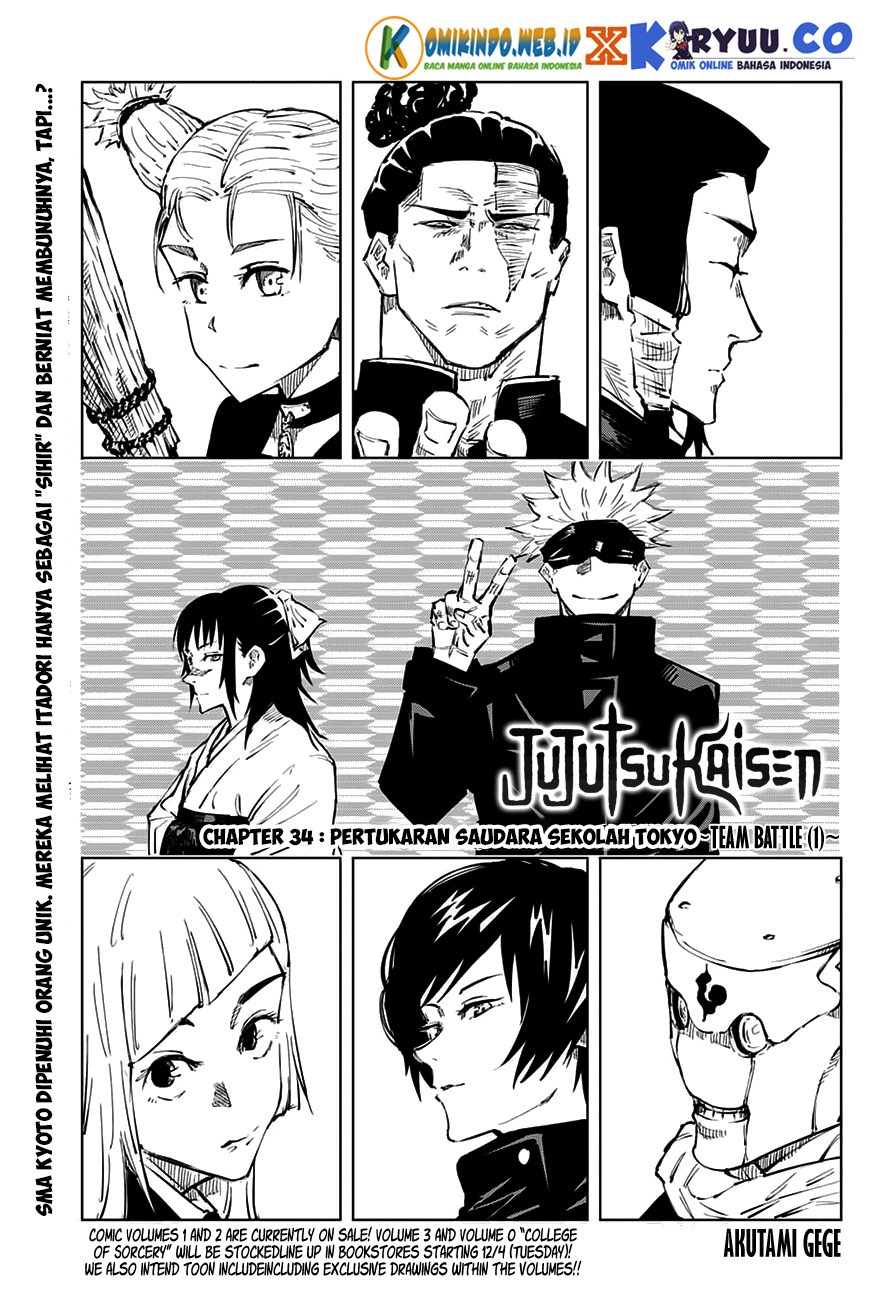 KOMIKINDO.WEB.ID X KIRYUU.CO
BACA MANGA ONLINE BAHASA INDONESIA
KOMIK ONLINE BAHASA INDONESIA
SMA KYOTO DIPENUHI ORANG UNIK. MEREKA MELIHAT ITADORI HANYA SEBAGAI "SIHIR" DAN BERNIAT MEMBUNUHNYA, TAPI...?
JUJUTSU KAISEN
CHAPTER 34 : PERTUKARAN SAUDARA SEKOLAH TOKYO ~TEAM BATTLE (1)~
COMIC VOLUMES 1 AND 2 ARE CURRENTLY ON SALE! VOLUME 3 AND VOLUME 0 "COLLEGE
OF SORCERY" WILL BE STOCKEDLINE UP IN BOOKSTORES STARTING 12/4 (TUESDAY)!
WE ALSO INTEND TOON INCLUDEINCLUDING EXCLUSIVE DRAWINGS WITHIN THE VOLUMES!!
AKUTAMI GEGE